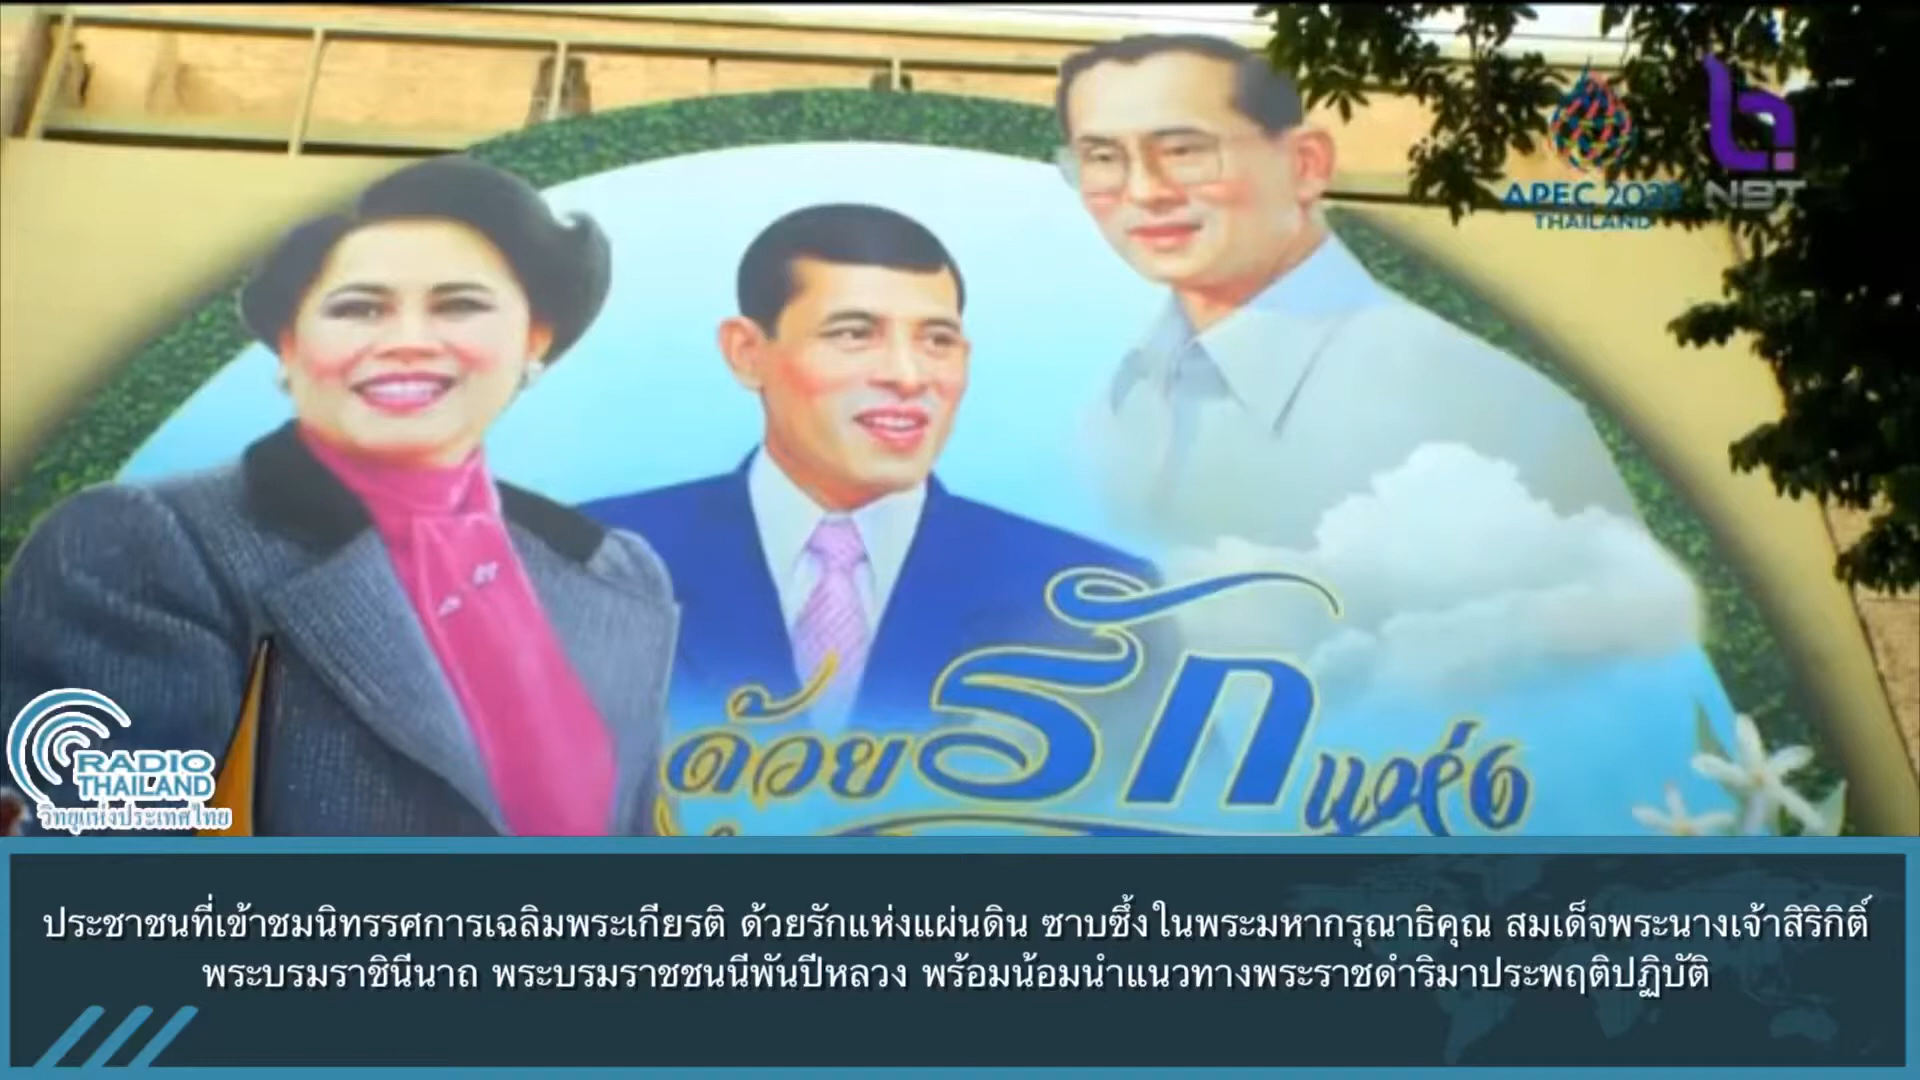 APEC 2022
THAILAND
NBT
ด้วยรักแห่ง
RADIO
THAILAND
วิทยุแห่งประเทศไทย
ประชาชนที่เข้าชมนิทรรศการเฉลิมพระเกียรติ ด้วยรักแห่งแผ่นดิน ซาบซึ้งในพระมหากรุณาธิคุณ สมเด็จพระนางเจ้าสิริกิติ์
พระบรมราชินีนาถ พระบรมราชชนนีพันปีหลวง พร้อมน้อมนำแนวทางพระราชดำริมาประพฤติปฏิบัติ